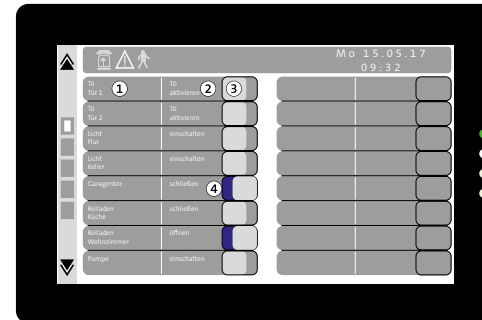 Mo 15.05.17
09:32
Tö
Tür 1
1
Tö
aktivieren
2
3
Tö
Tür 2
Tö
aktivieren
Licht
Flur
einschalten
Licht
Keller
einschalten
Garagentor
schließen
4
Rolladen
Küche
schließen
Rolladen
Wohnzimmer
öffnen
Pumpe
einschalten